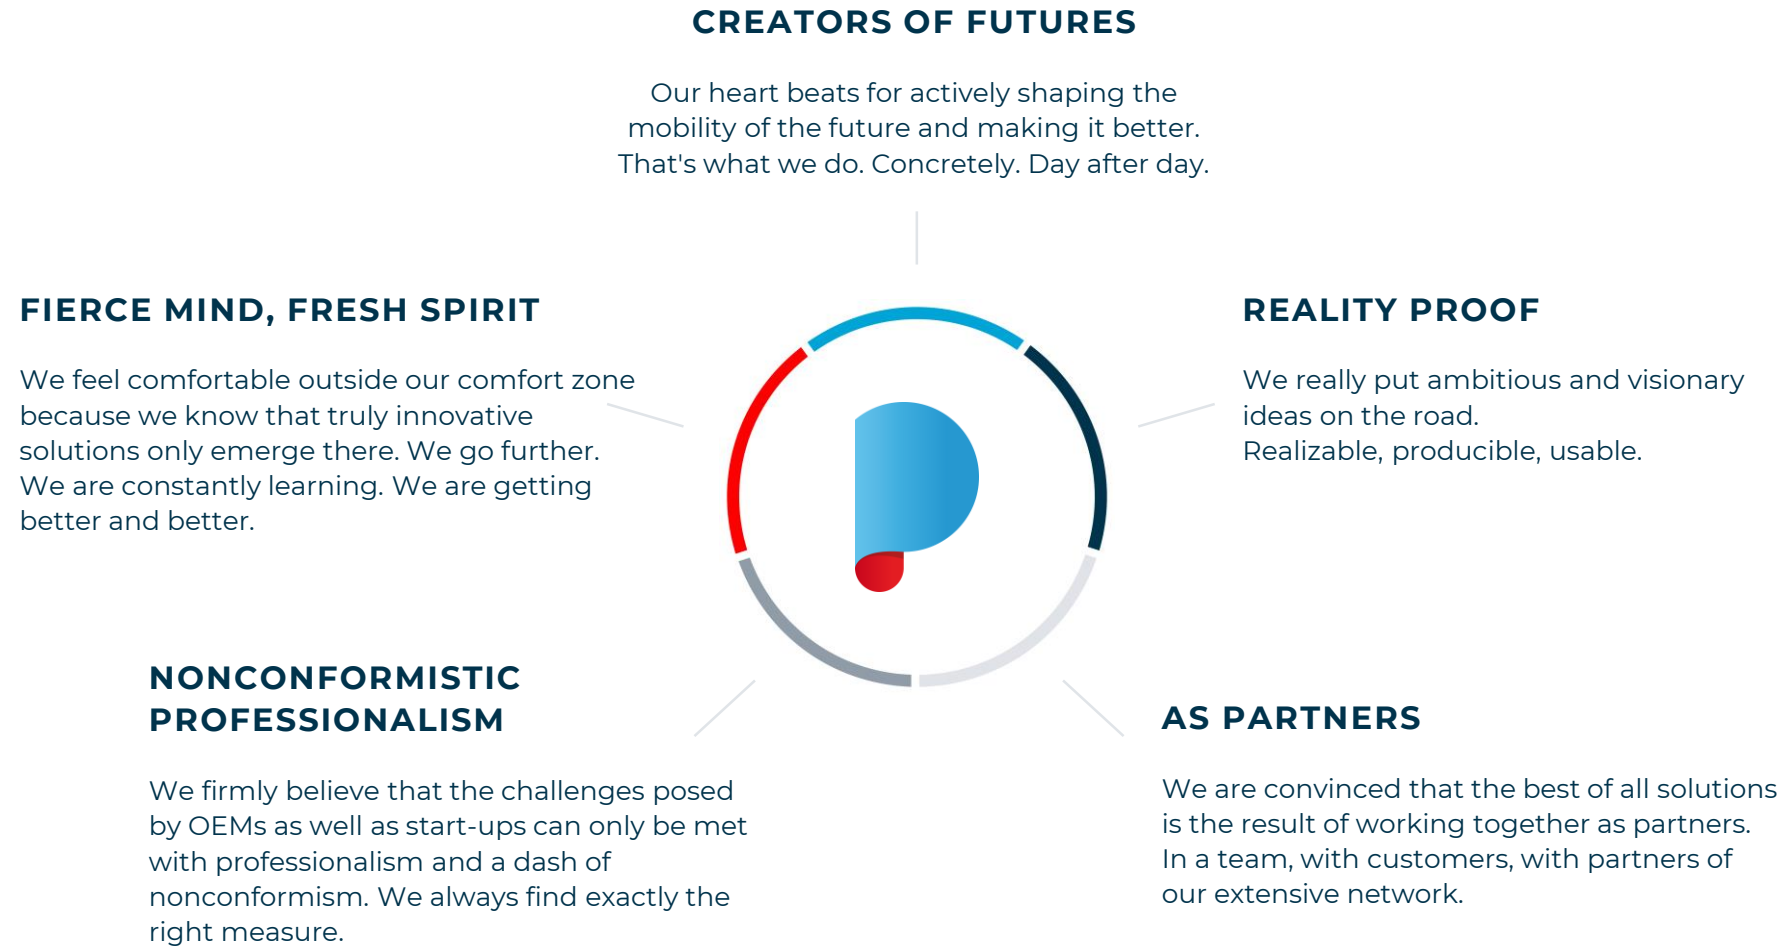 CREATORS OF FUTURES
Our heart beats for actively shaping the
mobility of the future and making it better.
That's what we do. Concretely. Day after day.
FIERCE MIND, FRESH SPIRIT
We feel comfortable outside our comfort zone
because we know that truly innovative
solutions only emerge there. We go further.
We are constantly learning. We are getting
better and better.
REALITY PROOF
We really put ambitious and visionary
ideas on the road.
Realizable, producible, usable.
NONCONFORMISTIC
PROFESSIONALISM
We firmly believe that the challenges posed
by OEMs as well as start-ups can only be met
with professionalism and a dash of
nonconformism. We always find exactly the
right measure.
AS PARTNERS
We are convinced that the best of all solutions
is the result of working together as partners.
In a team, with customers, with partners of
our extensive network.